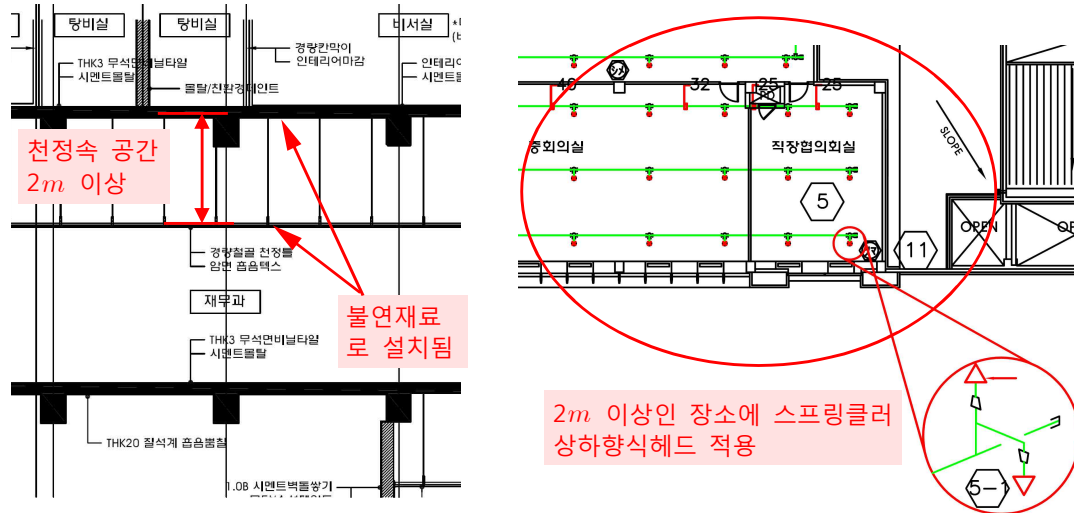 탕비실
탕비실
비서실
경량칸막이
인테리어마감
THK3 무석면비닐타일
시멘트몰탈
몰탈/친환경페인트
인테리어
시멘트몰
천정속 공간
2m 이상
경량철골 천정틀
암면 흡음텍스
재무과
불연재료
로 설치됨
THK3 무석면비닐타일
시멘트몰탈
THK20 질석계 흡음뿜칠
1.0B 시멘트벽돌쌓기
40
32
25
25
중회의실
직장협의회실
SLOPE
5
OPEN
11
2m 이상인 장소에 스프링클러
상하향식헤드 적용
5-1